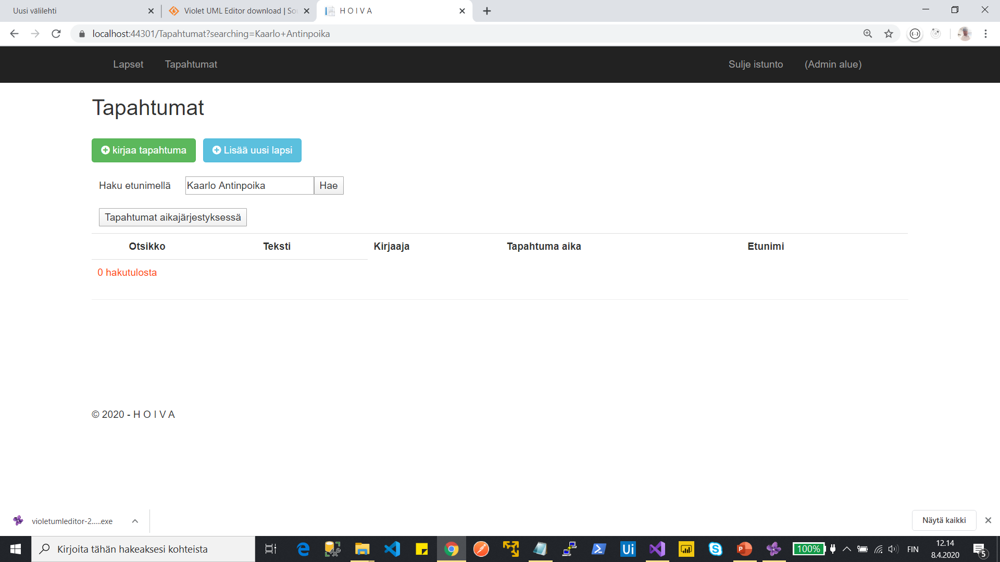 Uusi välilehti
Violet UML Editor download | So
H O I V A
localhost:44301/Tapahtumat?searching=Kaarlo+Antinpoika
Lapset Tapahtumat Sulje istunto (Admin alue)
Tapahtumat
kirjaa tapahtuma Lisää uusi lapsi
Haku etunimellä Kaarlo Antinpoika Hae
Tapahtumat aikajärjestyksessä
Otsikko Teksti Kirjaaja Tapahtuma aika Etunimi
0 hakutulosta
© 2020 - H O I V A
violetumleditor-2.....exe Näytä kaikki
Kirjoita tähän hakeaksesi kohteista
Ui
100%
FIN
12.14
8.4.2020
5